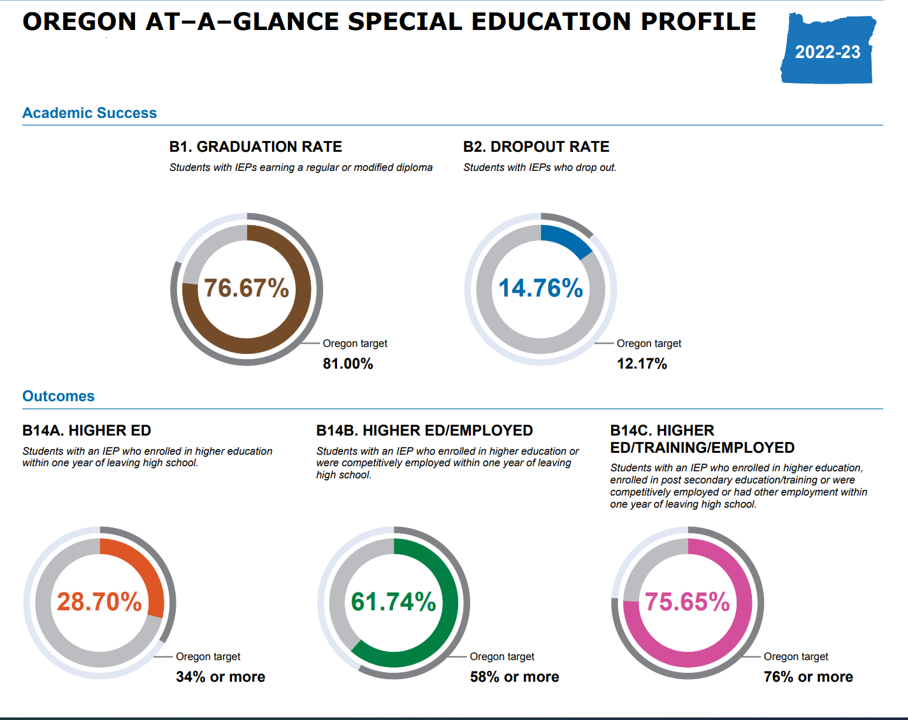 OREGON AT–A–GLANCE SPECIAL EDUCATION PROFILE
2022-23
Academic Success
B1. GRADUATION RATE
Students with IEPs earning a regular or modified diploma
76.67%
Oregon target
81.00%
B2. DROPOUT RATE
Students with IEPs who drop out.
14.76%
Oregon target
12.17%
Outcomes
B14A. HIGHER ED
Students with an IEP who enrolled in higher education
within one year of leaving high school.
28.70%
Oregon target
34% or more
B14B. HIGHER ED/EMPLOYED
Students with an IEP who enrolled in higher education or
were competitively employed within one year of leaving
high school.
61.74%
Oregon target
58% or more
B14C. HIGHER
ED/TRAINING/EMPLOYED
Students with an IEP who enrolled in higher education,
enrolled in post secondary education/training or were
competitively employed or had other employment within
one year of leaving high school.
75.65%
Oregon target
76% or more